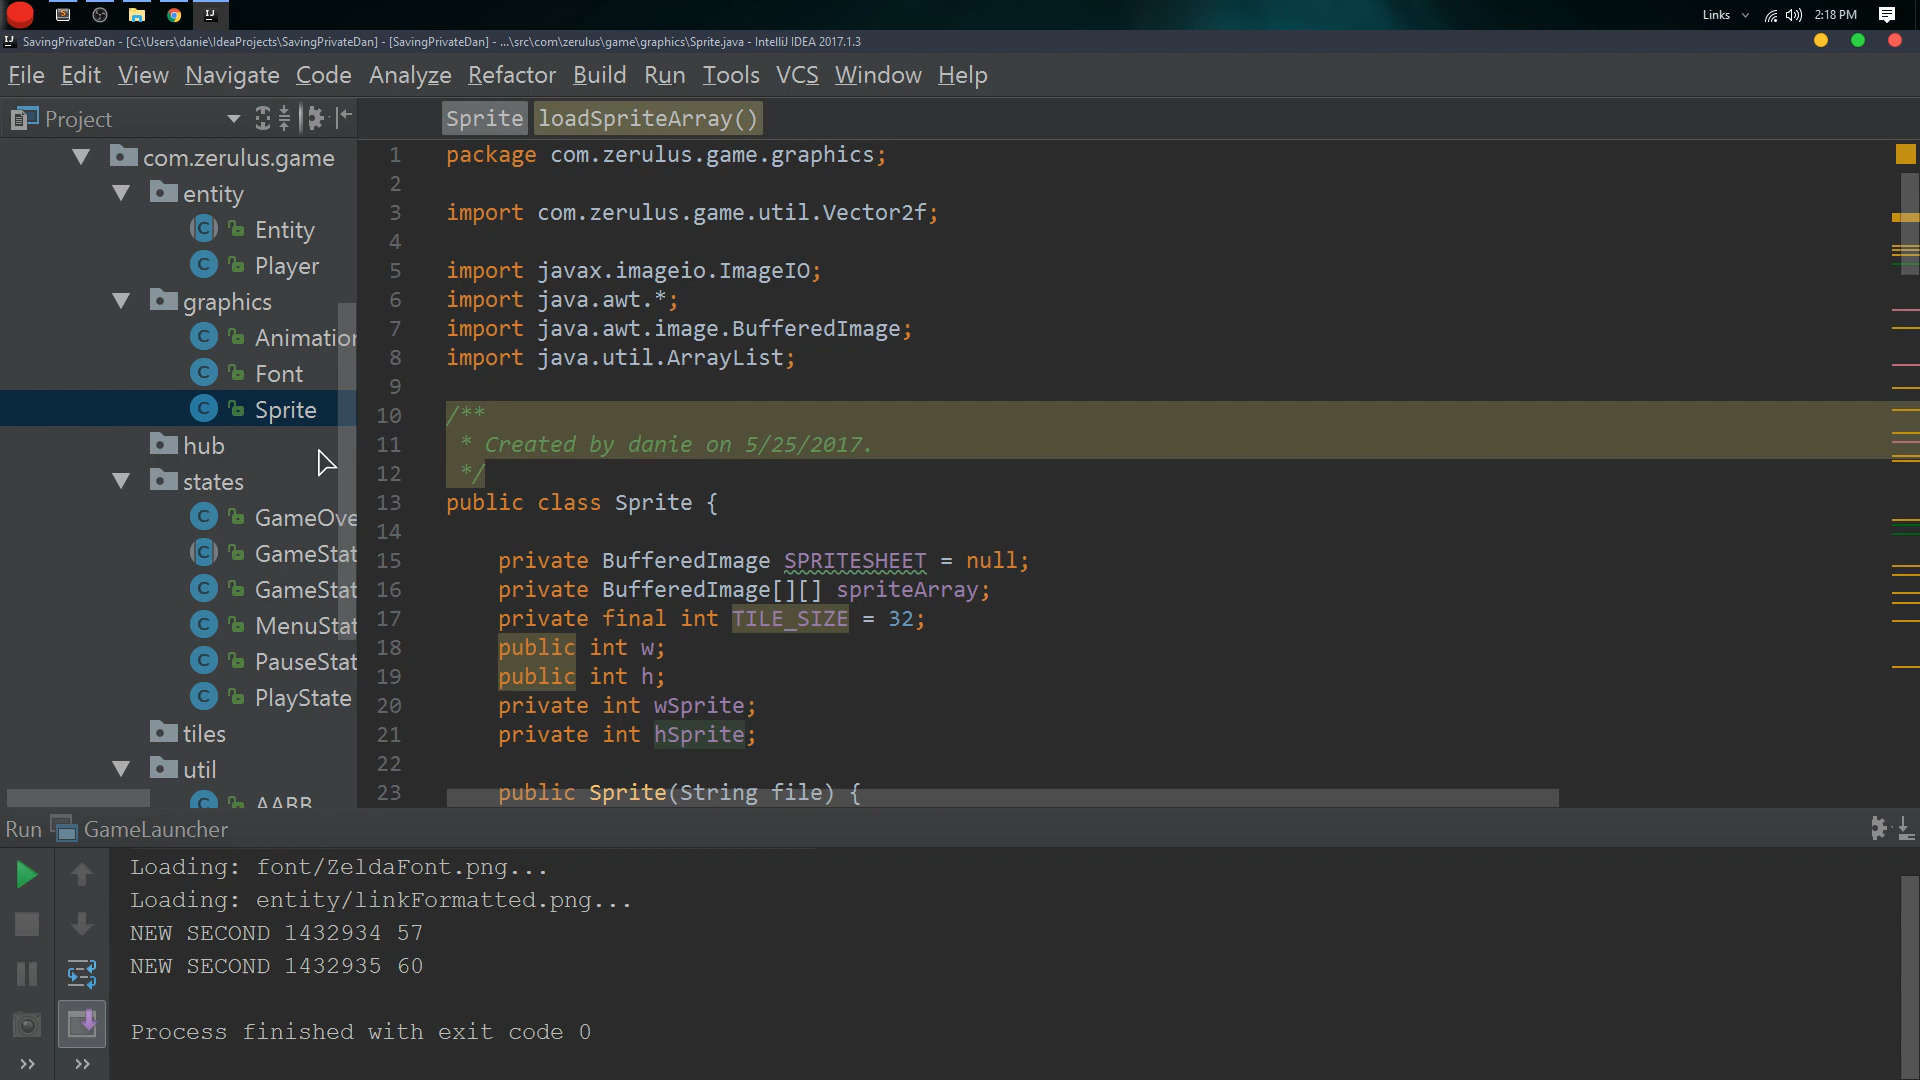 Links
2:18 PM
SavingPrivateDan - [C:\Users\danie\IdeaProjects\SavingPrivateDan] - [SavingPrivateDan] - ...\src\com\zerulus\game\graphics\Sprite.java - IntelliJ IDEA 2017.1.3
File Edit View Navigate Code Analyze Refactor Build Run Tools VCS Window Help
Project
com.zerulus.game
entity
Entity
Player
graphics
Animation
Font
Sprite
hub
states
GameOve
GameStat
GameStat
MenuStat
PauseStat
PlayState
tiles
util
AABB
Sprite loadSpriteArray()
1 package com.zerulus.game.graphics;
2
3 import com.zerulus.game.util.Vector2f;
4
5 import javax.imageio.ImageIO;
6 import java.awt.*;
7 import java.awt.image.BufferedImage;
8 import java.util.ArrayList;
9
10 /**
11 * Created by danie on 5/25/2017.
12 */
13 public class Sprite {
14
15 private BufferedImage SPRITESHEET = null;
16 private BufferedImage[][] spriteArray;
17 private final int TILE_SIZE = 32;
18 public int w;
19 public int h;
20 private int wSprite;
21 private int hSprite;
22
23 public Sprite(String file) {
Run GameLauncher
Loading: font/ZeldaFont.png...
Loading: entity/linkFormatted.png...
NEW SECOND 1432934 57
NEW SECOND 1432935 60
Process finished with exit code 0